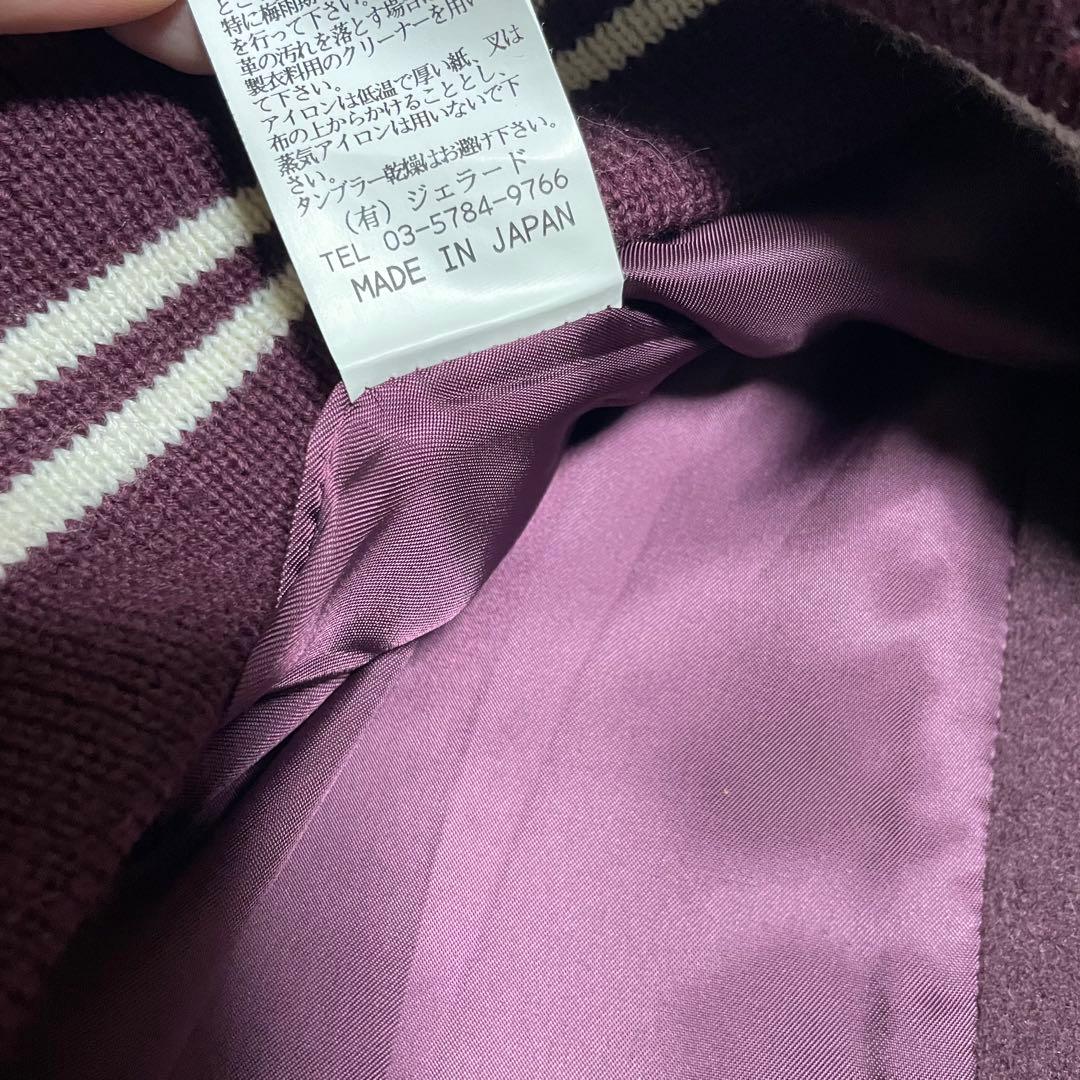 特に梅雨期
を行って下さい。
革の汚れを落とす場合は
製衣料用のクリーナーを用い
て下さい。
アイロンは低温で厚い紙、又は
布の上からかけることとし、
蒸気アイロンは用いないで下
さい。
タンブラー乾燥はお避け下さい。
(有) ジェラード
TEL 03-5784-9766
MADE IN JAPAN